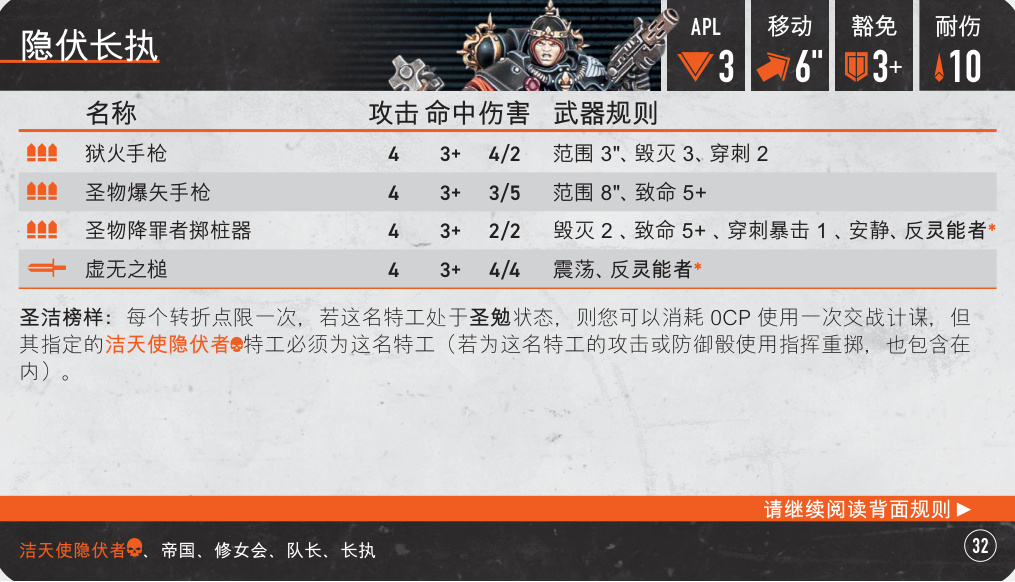 隐伏长执
APL 移动 豁免 耐伤
3 6" 3+ 10
名称 攻击 命中 伤害 武器规则
狱火手枪 4 3+ 4/2 范围 3"、毁灭 3、穿刺 2
圣物爆矢手枪 4 3+ 3/5 范围 8"、致命 5+
圣物降罪者掷桩器 4 3+ 2/2 毁灭 2 、致命 5+ 、穿刺暴击 1 、安静、反灵能者*
虚无之槌 4 3+ 4/4 震荡、反灵能者*
圣洁榜样：每个转折点限一次，若这名特工处于圣勉状态，则您可以消耗 0CP 使用一次交战计谋，但
其指定的洁天使隐伏者特工必须为这名特工（若为这名特工的攻击或防御骰使用指挥重掷，也包含在
内）。
请继续阅读背面规则▶
洁天使隐伏者、帝国、修女会、队长、长执
32